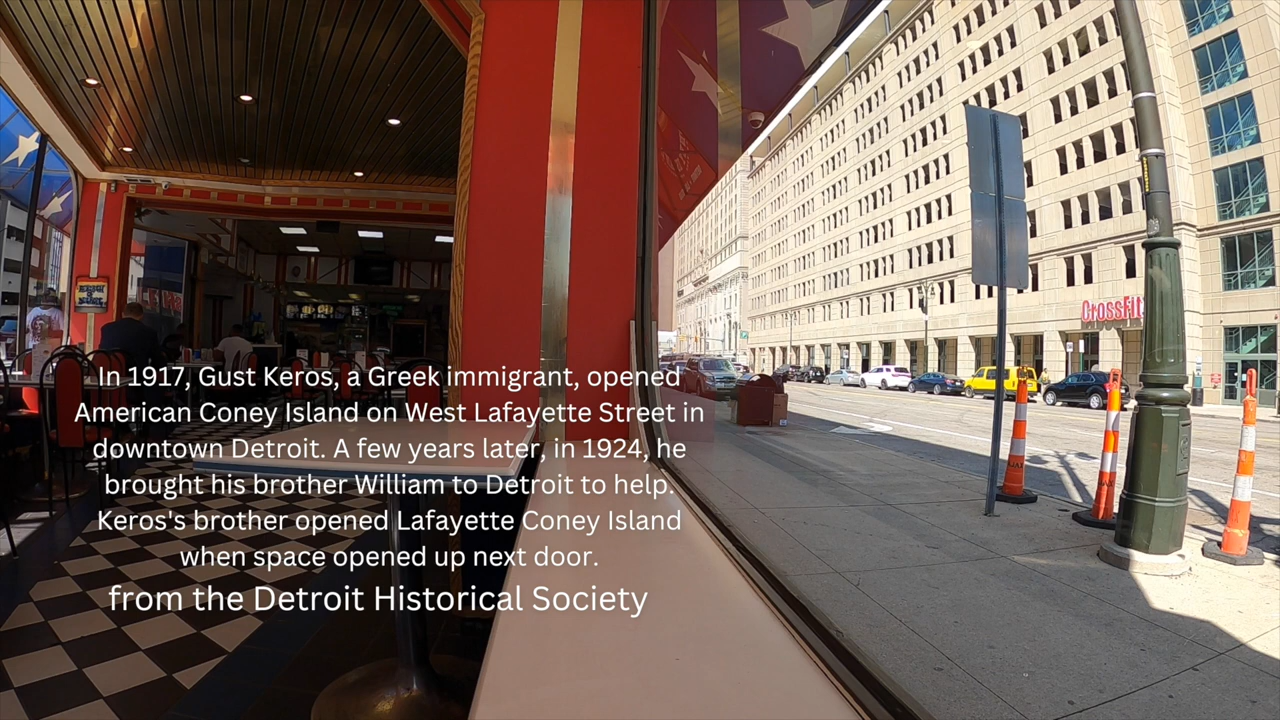 In 1917, Gust Keros, a Greek immigrant, opened
American Coney Island on West Lafayette Street in
downtown Detroit. A few years later, in 1924, he
brought his brother William to Detroit to help.
Keros's brother opened Lafayette Coney Island
when space opened up next door.
from the Detroit Historical Society
CrossFit